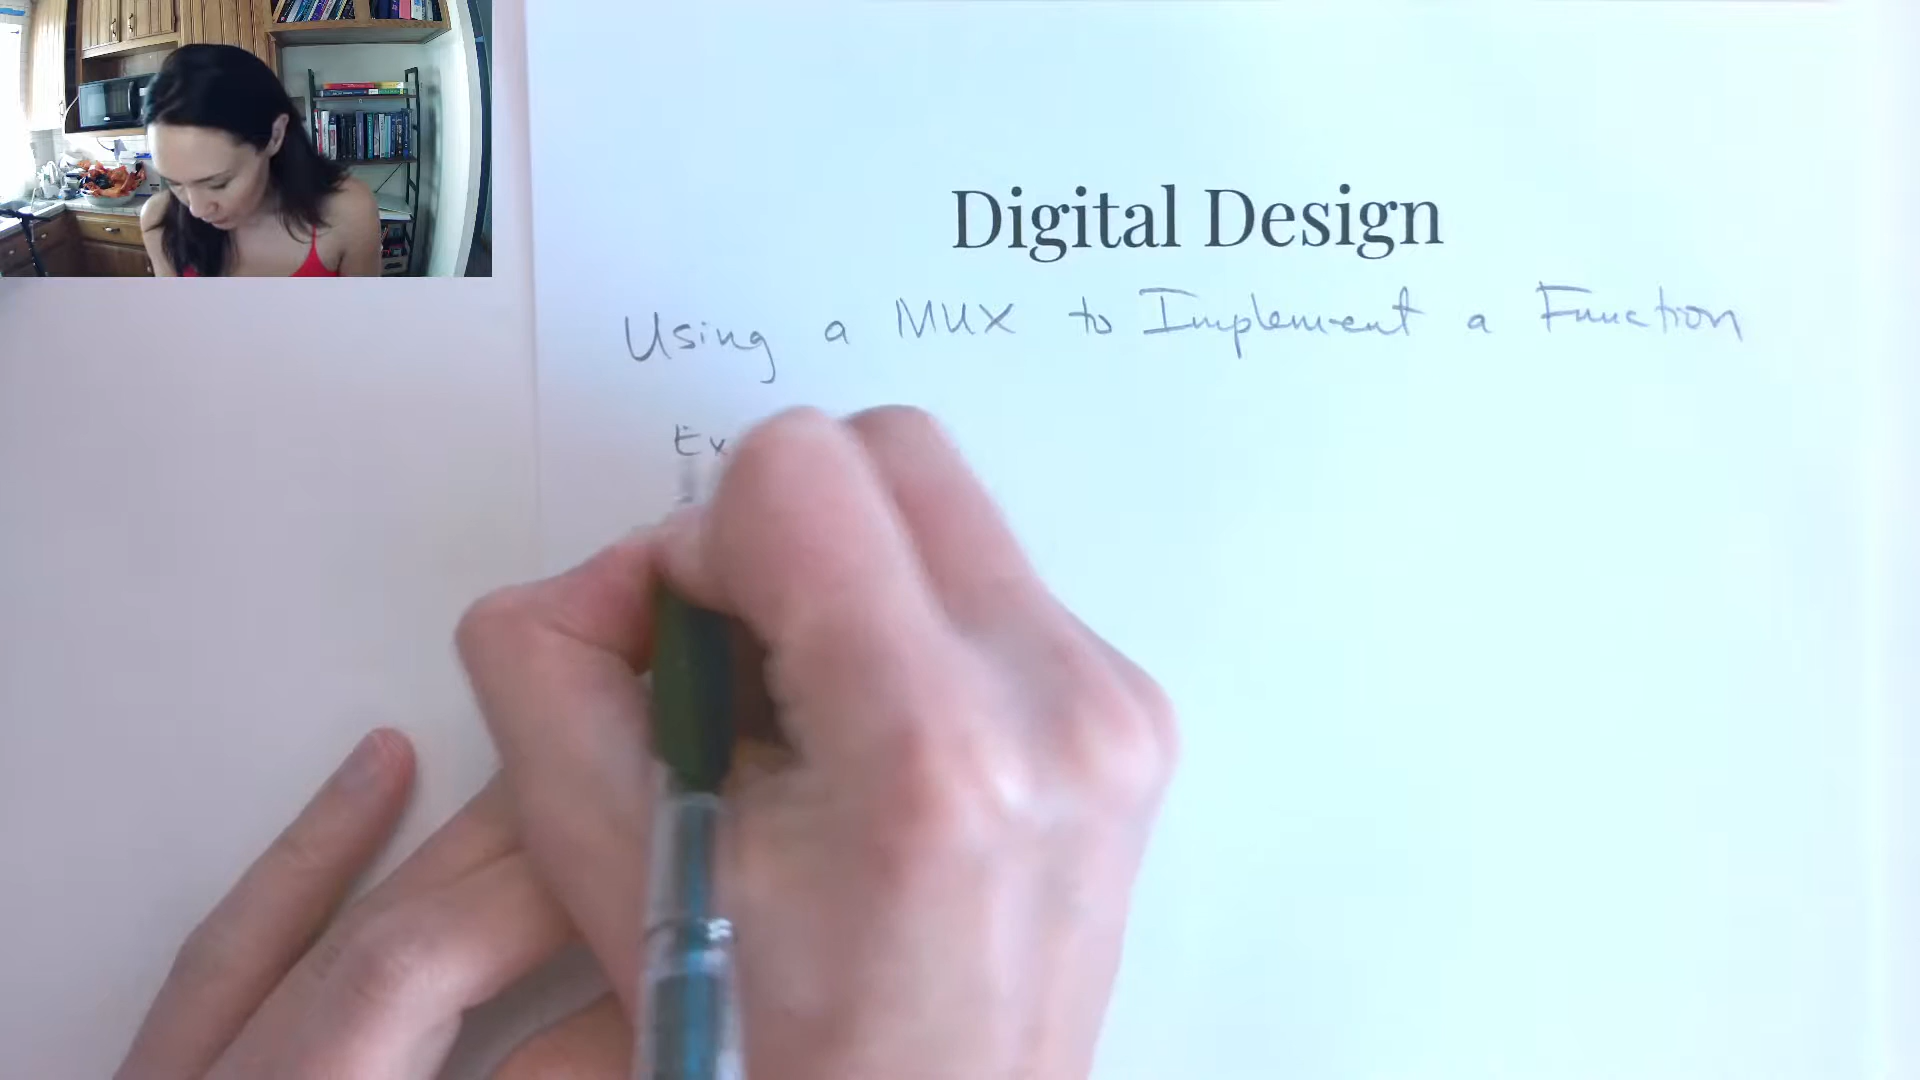 Digital Design
Using a MUX to Implement a Function
Ex